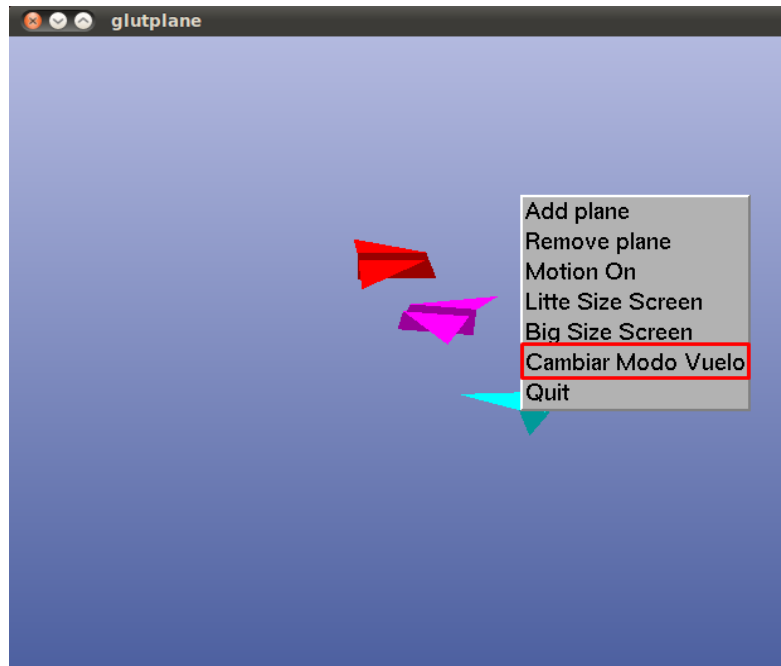 glutplane
Add plane
Remove plane
Motion On
Litte Size Screen
Big Size Screen
Cambiar Modo Vuelo
Quit